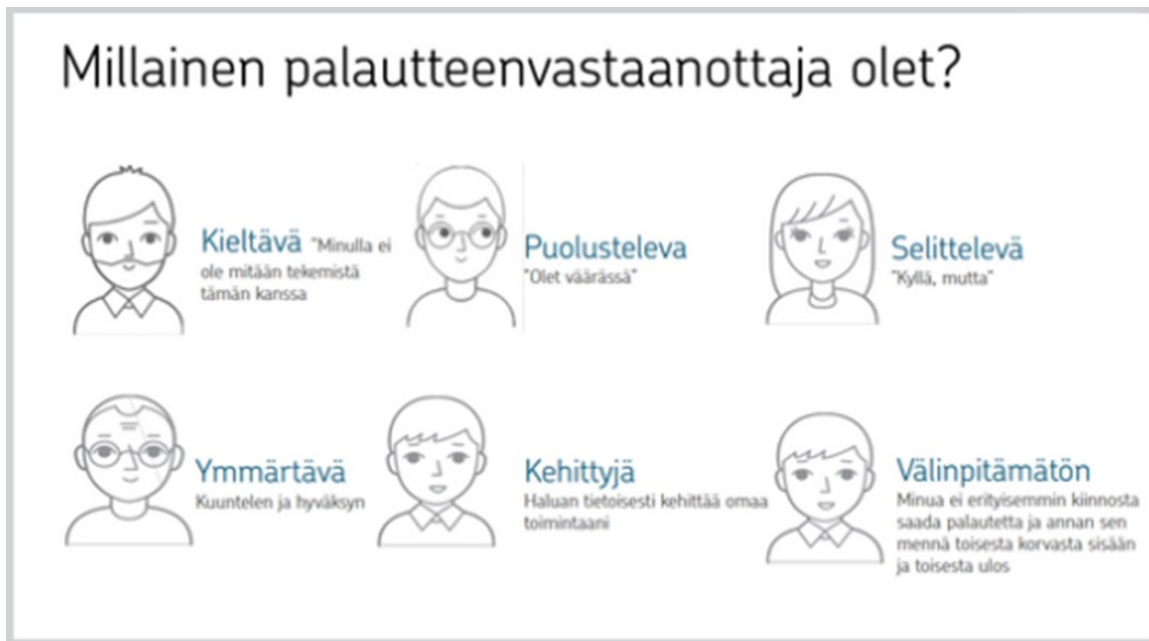 Millainen palautteenvastaanottaja olet?
Kieltävä "Minulla ei
ole mitään tekemistä
tämän kanssa
Puolusteleva
"Olet väärässä"
Selittelevä
"Kyllä, mutta"
Ymmärtävä
Kuuntelen ja hyväksyn
Kehittyjä
Haluan tietoisesti kehittää omaa
toimintaani
Välinpitämätön
Minua ei erityisemmin kiinnosta
saada palautetta ja annan sen
mennä toisesta korvasta sisään
ja toisesta ulos